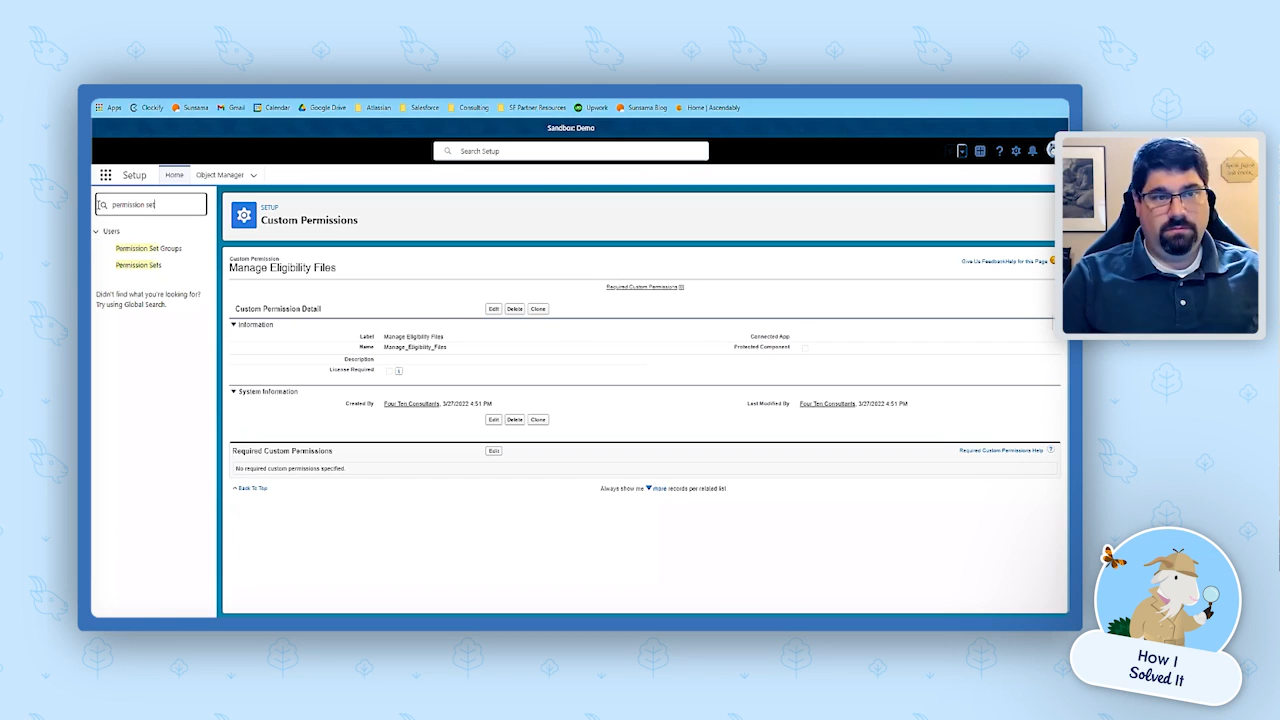 Apps Clockify Sunsama Gmail Calendar Google Drive Atlassian Salesforce Consulting SF Partner Resources Upwork Sunsama Blog Home | Ascendably
Sandbox: Demo
Search Setup
Setup Home Object Manager
permission set
Users
Permission Set Groups
Permission Sets
Didn't find what you're looking for?
Try using Global Search.
SETUP
Custom Permissions
Custom Permission
Manage Eligibility Files
Give Us Feedback Help for this Page
Required Custom Permissions [0]
Custom Permission Detail Edit Delete Clone
Information
Label Manage Eligibility Files Connected App
Name Manage_Eligibility_Files Protected Component
Description
License Required i
System Information
Created By Four Ten Consultants, 3/27/2022 4:51 PM Last Modified By Four Ten Consultants, 3/27/2022 4:51 PM
Edit Delete Clone
Required Custom Permissions Edit Required Custom Permissions Help ?
No required custom permissions specified.
Back To Top Always show me more records per related list
How I
Solved It